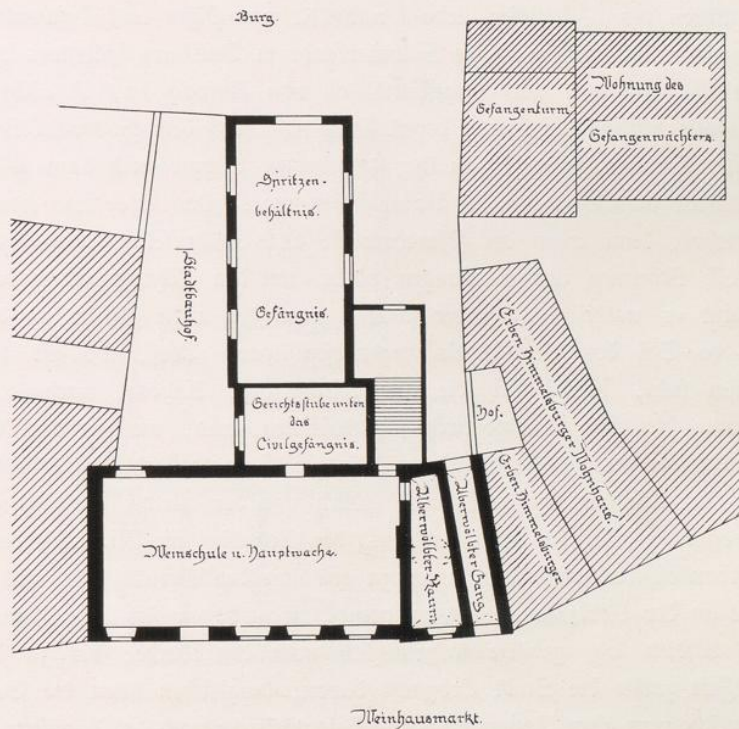 Burg.
Gefangenturm
Wohnung des
Gefangenwächters.
Spritzen-
behältnis.
Gefängnis.
Stadtbauhof.
Gerichtsstube unten
das
Civilgefängnis.
Hof.
Erben Himmelsburger Wohnhaus.
Erben Himmelsburger
Weinschule u. Hauptwache.
Überwölbter Raum
Überwölbter Gang
Weinhausmarkt.